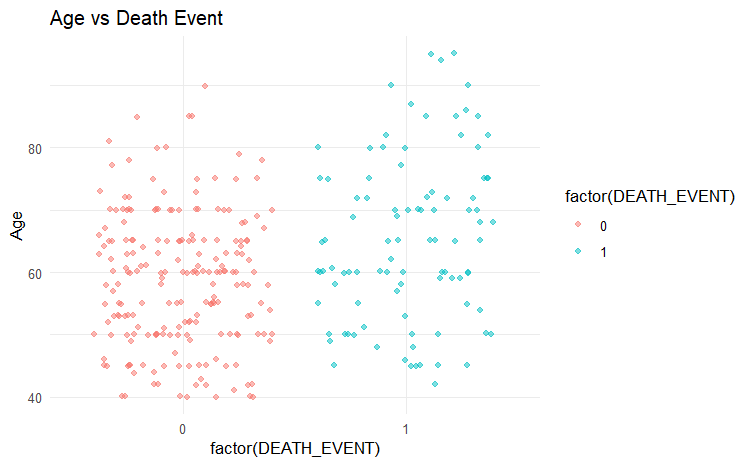 Age vs Death Event
Age
80
60
40
0
1
factor(DEATH_EVENT)
factor(DEATH_EVENT)
0
1